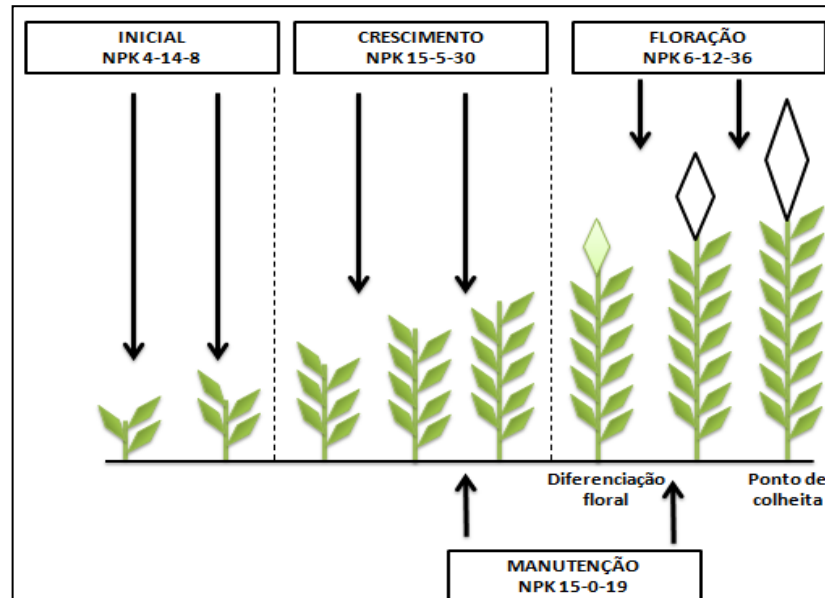 INICIAL
NPK 4-14-8
CRESCIMENTO
NPK 15-5-30
FLORAÇÃO
NPK 6-12-36
Diferenciação
floral
Ponto de
colheita
MANUTENÇÃO
NPK 15-0-19